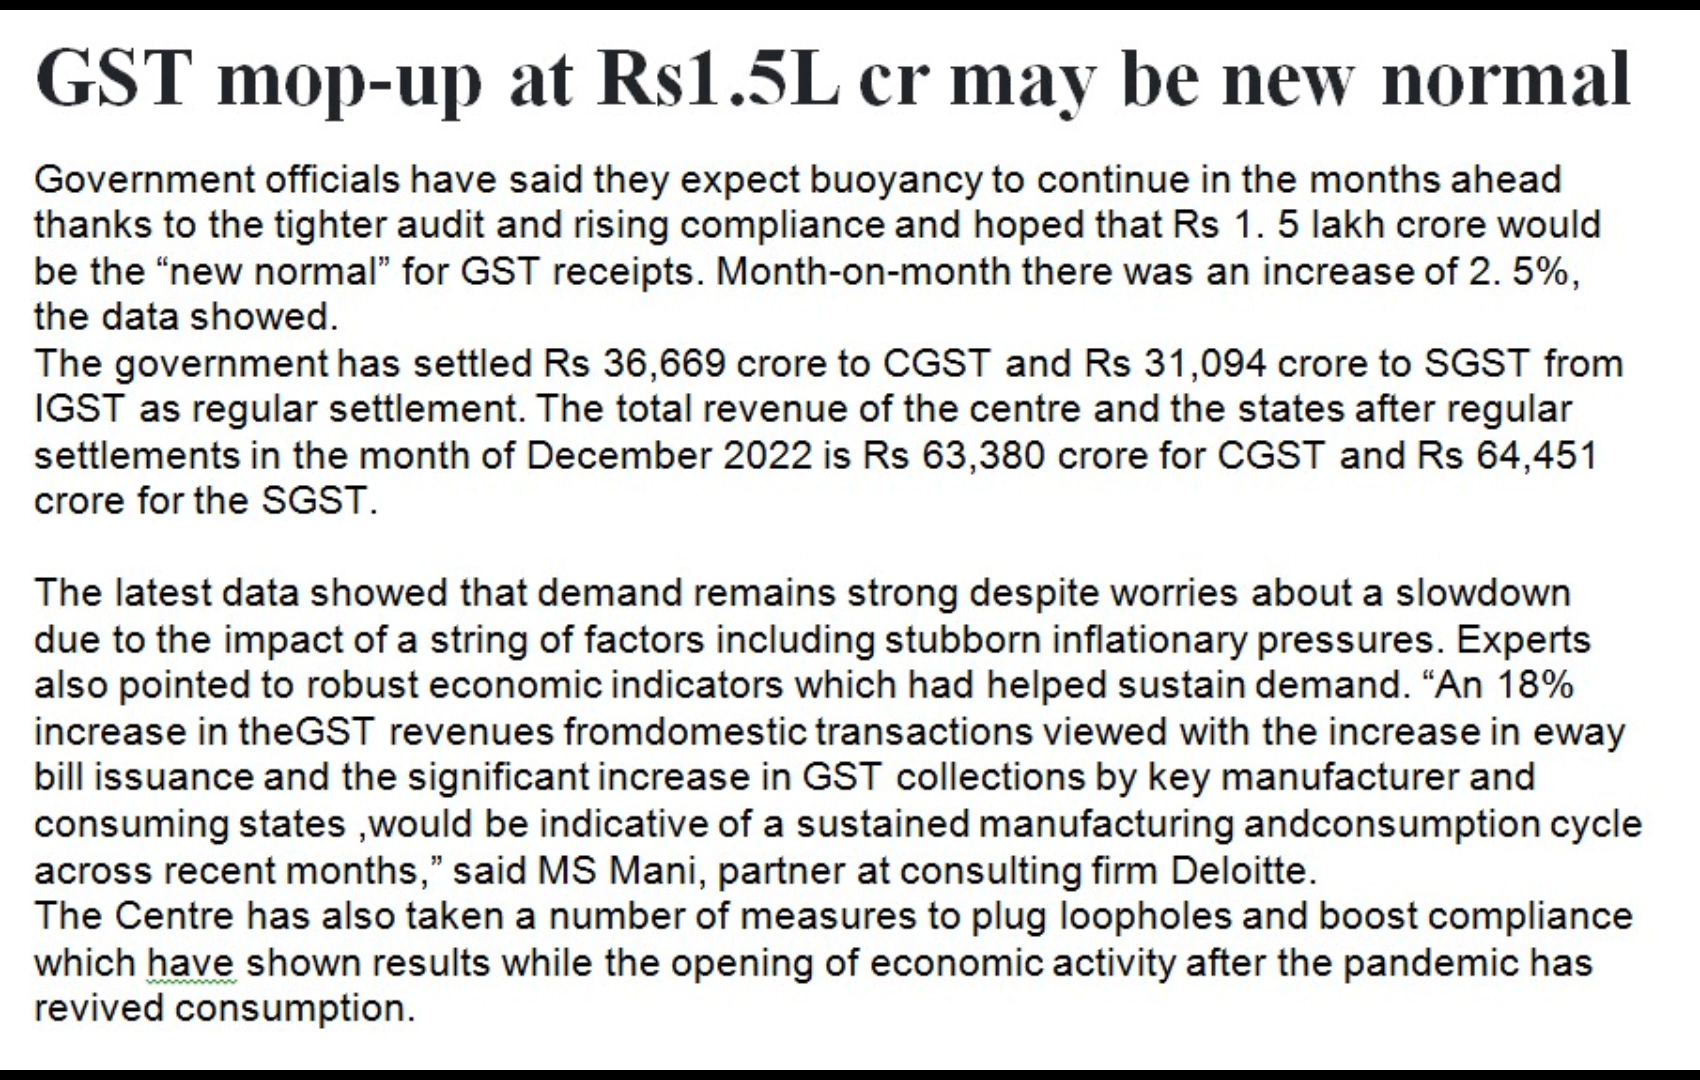 GST mop-up at Rs1.5L cr may be new normal
Government officials have said they expect buoyancy to continue in the months ahead
thanks to the tighter audit and rising compliance and hoped that Rs 1. 5 lakh crore would
be the “new normal” for GST receipts. Month-on-month there was an increase of 2. 5%,
the data showed.
The government has settled Rs 36,669 crore to CGST and Rs 31,094 crore to SGST from
IGST as regular settlement. The total revenue of the centre and the states after regular
settlements in the month of December 2022 is Rs 63,380 crore for CGST and Rs 64,451
crore for the SGST.
The latest data showed that demand remains strong despite worries about a slowdown
due to the impact of a string of factors including stubborn inflationary pressures. Experts
also pointed to robust economic indicators which had helped sustain demand. “An 18%
increase in theGST revenues fromdomestic transactions viewed with the increase in eway
bill issuance and the significant increase in GST collections by key manufacturer and
consuming states ,would be indicative of a sustained manufacturing andconsumption cycle
across recent months,” said MS Mani, partner at consulting firm Deloitte.
The Centre has also taken a number of measures to plug loopholes and boost compliance
which have shown results while the opening of economic activity after the pandemic has
revived consumption.